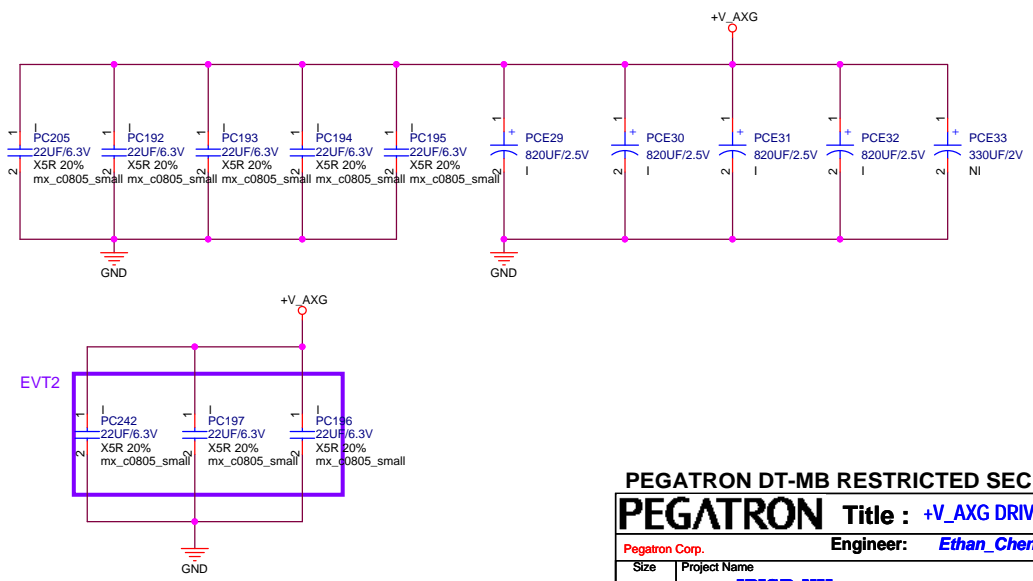 +V_AXG
1
I
PC205
22UF/6.3V
X5R 20%
mx_c0805_small
2
1
I
PC192
22UF/6.3V
X5R 20%
mx_c0805_small
2
1
I
PC193
22UF/6.3V
X5R 20%
mx_c0805_small
2
1
I
PC194
22UF/6.3V
X5R 20%
mx_c0805_small
2
1
I
PC195
22UF/6.3V
X5R 20%
mx_c0805_small
2
1
+
PCE29
820UF/2.5V
I
2
1
+
PCE30
820UF/2.5V
I
2
1
+
PCE31
820UF/2.5V
I
2
1
+
PCE32
820UF/2.5V
I
2
1
+
PCE33
330UF/2V
NI
2
GND
GND
+V_AXG
EVT2
1
I
PC242
22UF/6.3V
X5R 20%
mx_c0805_small
2
1
I
PC197
22UF/6.3V
X5R 20%
mx_c0805_small
2
1
I
PC196
22UF/6.3V
X5R 20%
mx_c0805_small
2
GND
PEGATRON DT-MB RESTRICTED SEC
PEGATRON Title : +V_AXG DRIV
Pegatron Corp. Engineer: Ethan_Chen
Size Project Name